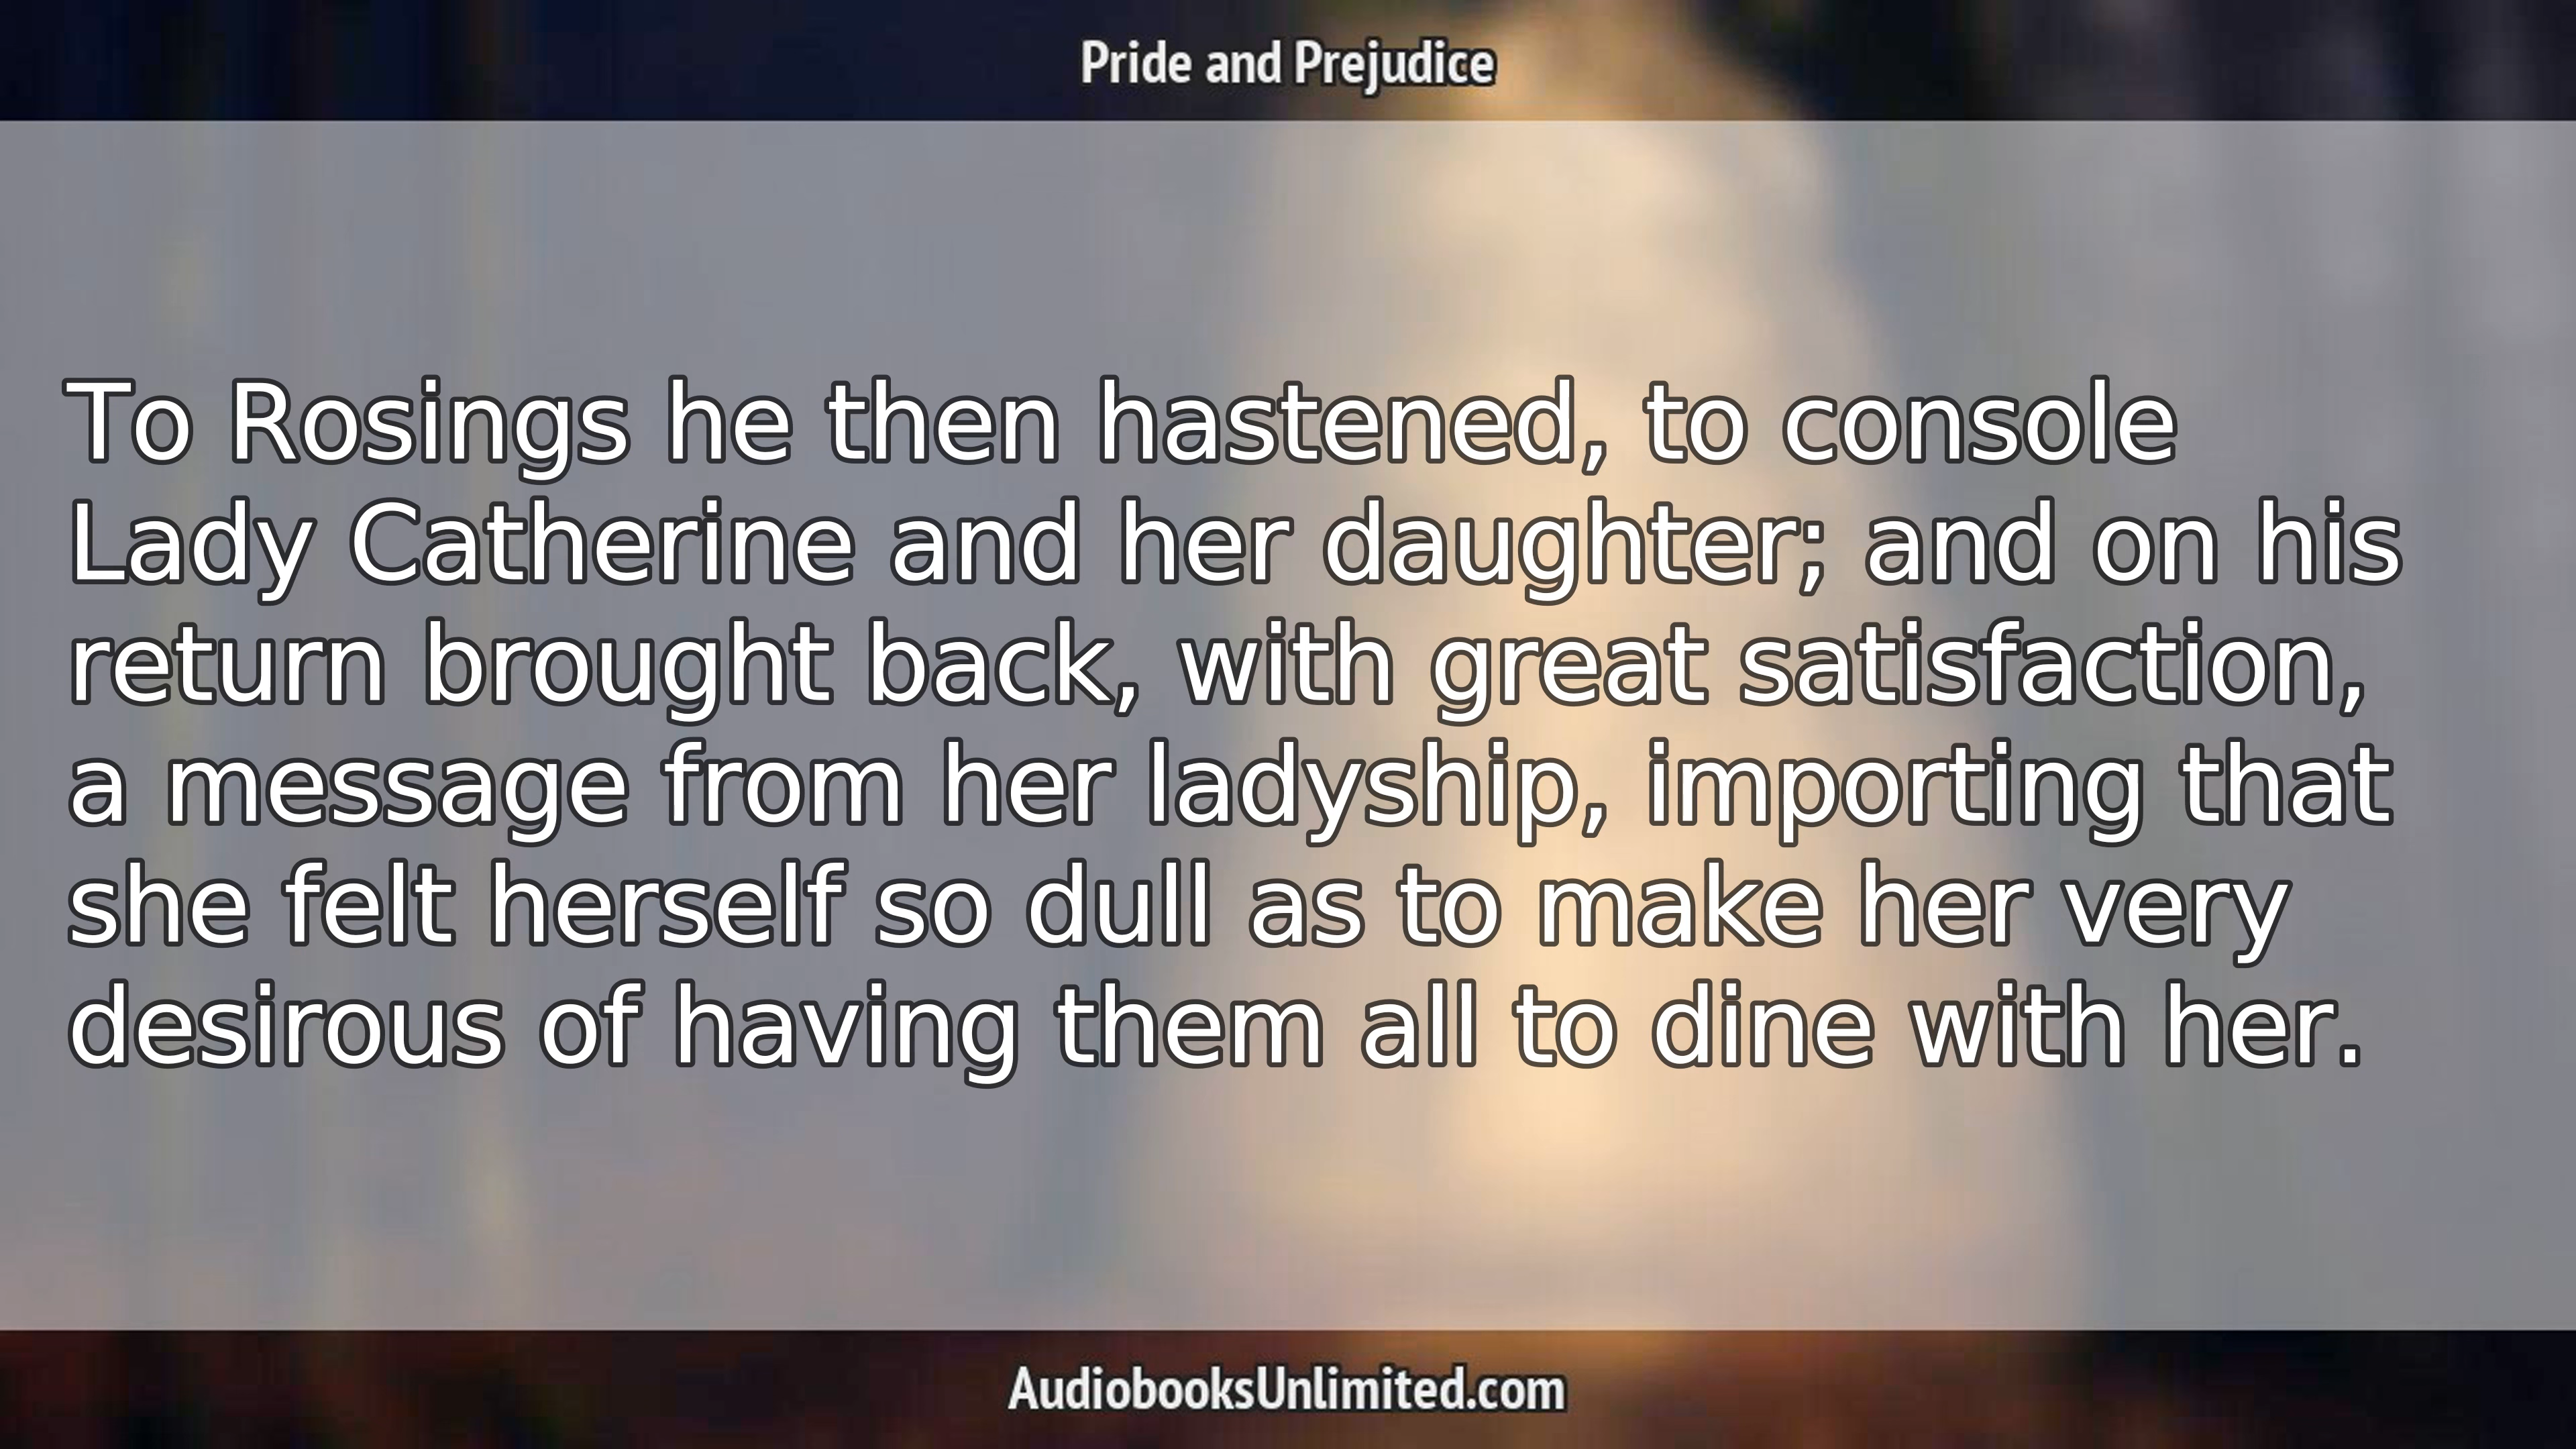 Pride and Prejudice
To Rosings he then hastened, to console
Lady Catherine and her daughter; and on his
return brought back, with great satisfaction,
a message from her ladyship, importing that
she felt herself so dull as to make her very
desirous of having them all to dine with her.
AudiobooksUnlimited.com